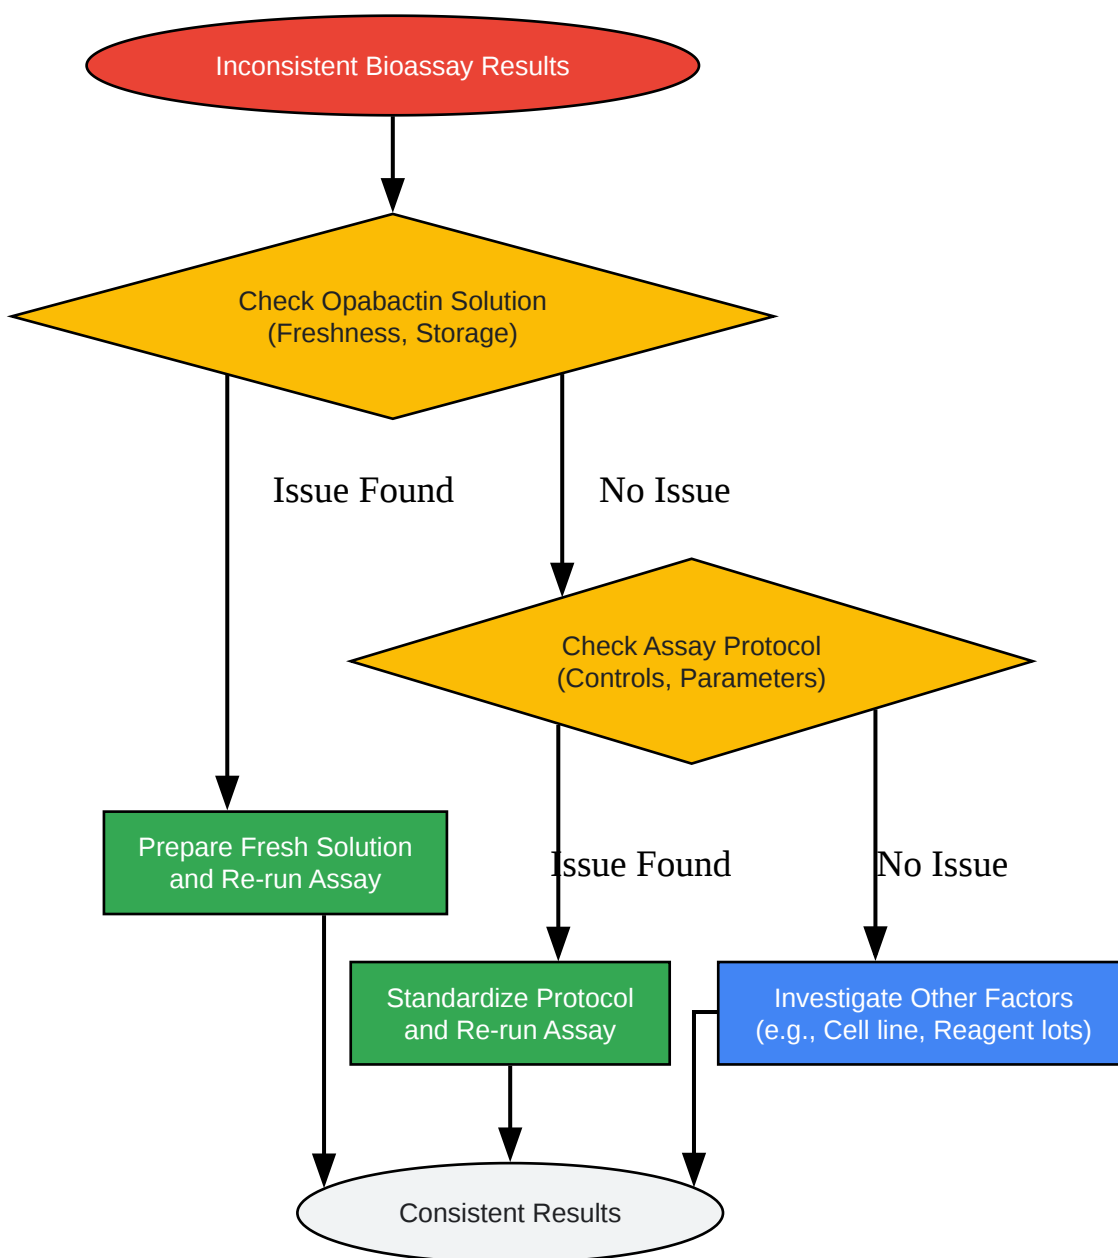 Inconsistent Bioassay Results
Check Opabactin Solution
(Freshness, Storage)
Issue Found
No Issue
Check Assay Protocol
(Controls, Parameters)
Prepare Fresh Solution
and Re-run Assay
Issue Found
No Issue
Standardize Protocol
and Re-run Assay
Investigate Other Factors
(e.g., Cell line, Reagent lots)
Consistent Results